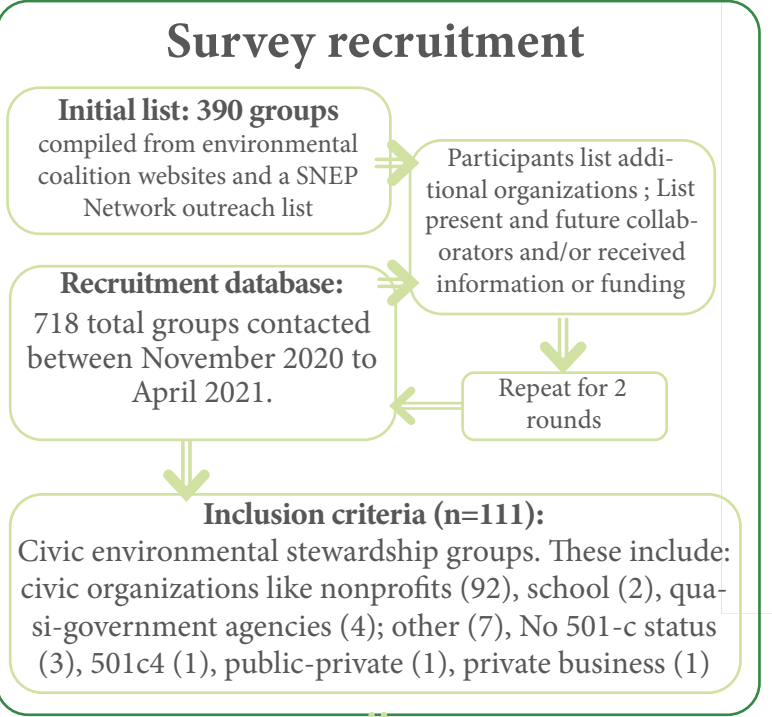 Survey recruitment
Initial list: 390 groups
compiled from environmental
coalition websites and a SNEP
Network outreach list
Participants list addi-
tional organizations ; List
present and future collab-
orators and/or received
information or funding
Recruitment database:
718 total groups contacted
between November 2020 to
April 2021.
Repeat for 2
rounds
Inclusion criteria (n=111):
Civic environmental stewardship groups. These include:
civic organizations like nonprofits (92), school (2), qua-
si-government agencies (4); other (7), No 501-c status
(3), 501c4 (1), public-private (1), private business (1)